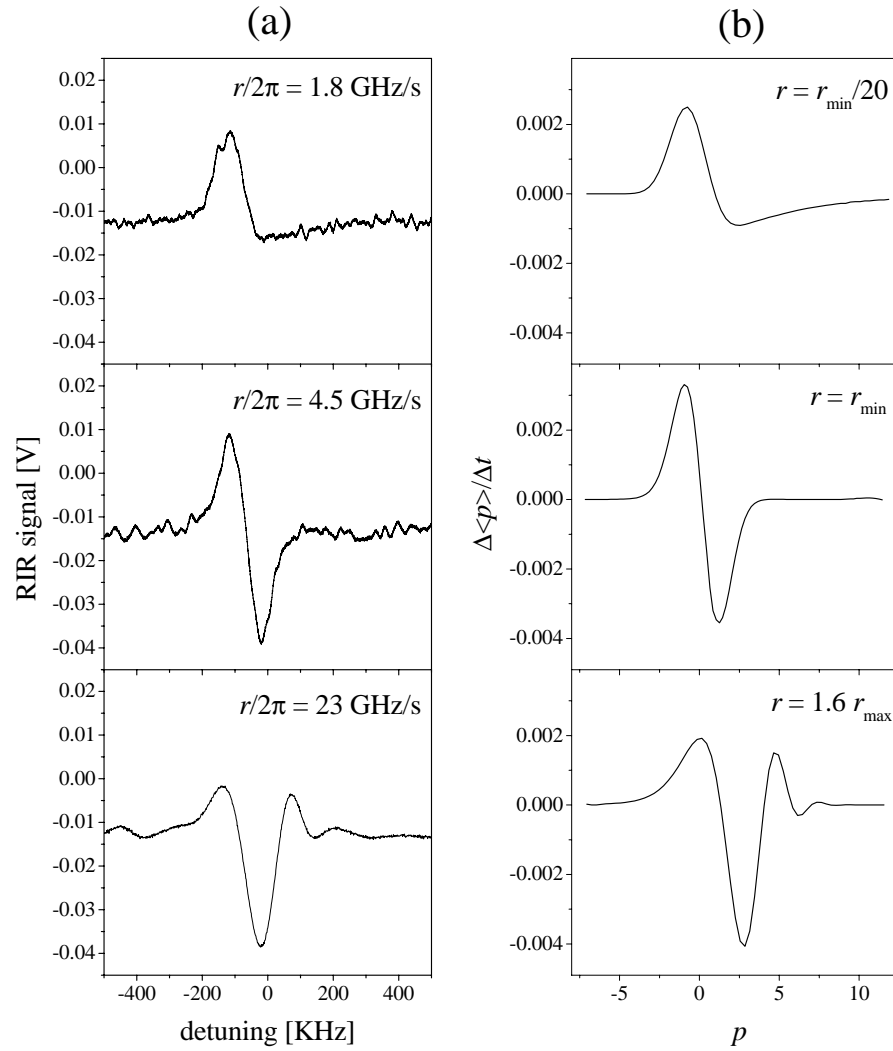 (a)
(b)
RIR signal [V]
0.02
0.01
0.00
-0.01
-0.02
-0.03
-0.04
r/2π = 1.8 GHz/s
0.02
0.01
0.00
-0.01
-0.02
-0.03
-0.04
r/2π = 4.5 GHz/s
0.02
0.01
0.00
-0.01
-0.02
-0.03
-0.04
r/2π = 23 GHz/s
-400 -200 0 200 400
detuning [KHz]
Δ<p>/Δt
0.002
0.000
-0.002
-0.004
r = r_min/20
0.002
0.000
-0.002
-0.004
r = r_min
0.002
0.000
-0.002
-0.004
r = 1.6 r_max
-5 0 5 10
p